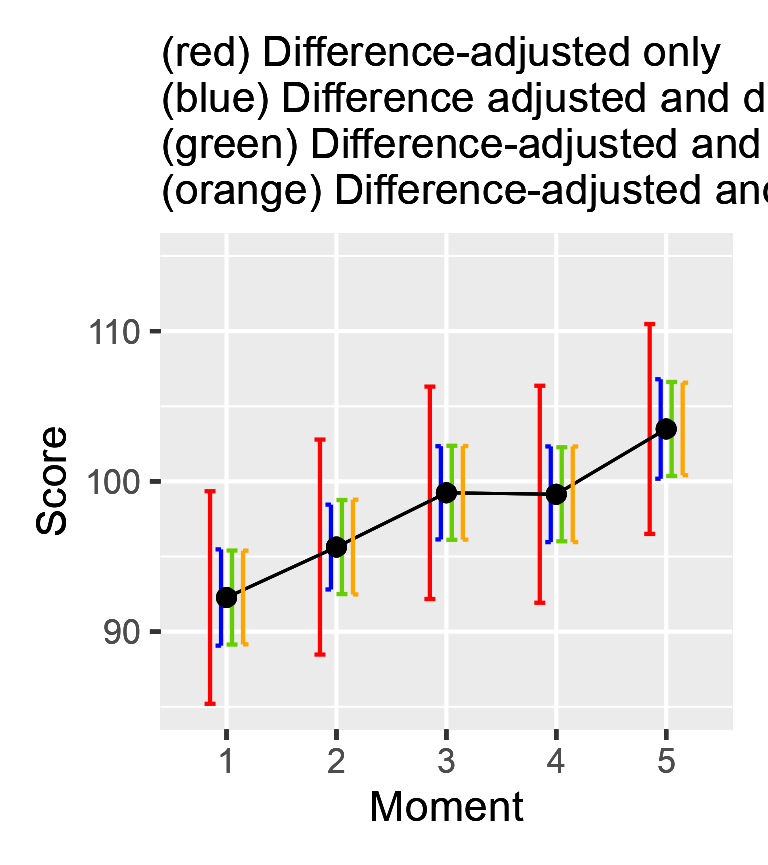 (red) Difference-adjusted only
(blue) Difference adjusted and d
(green) Difference-adjusted and
(orange) Difference-adjusted and
110
100
90
Score
1 2 3 4 5
Moment